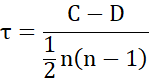 τ = (C − D) / (1/2 n(n − 1))